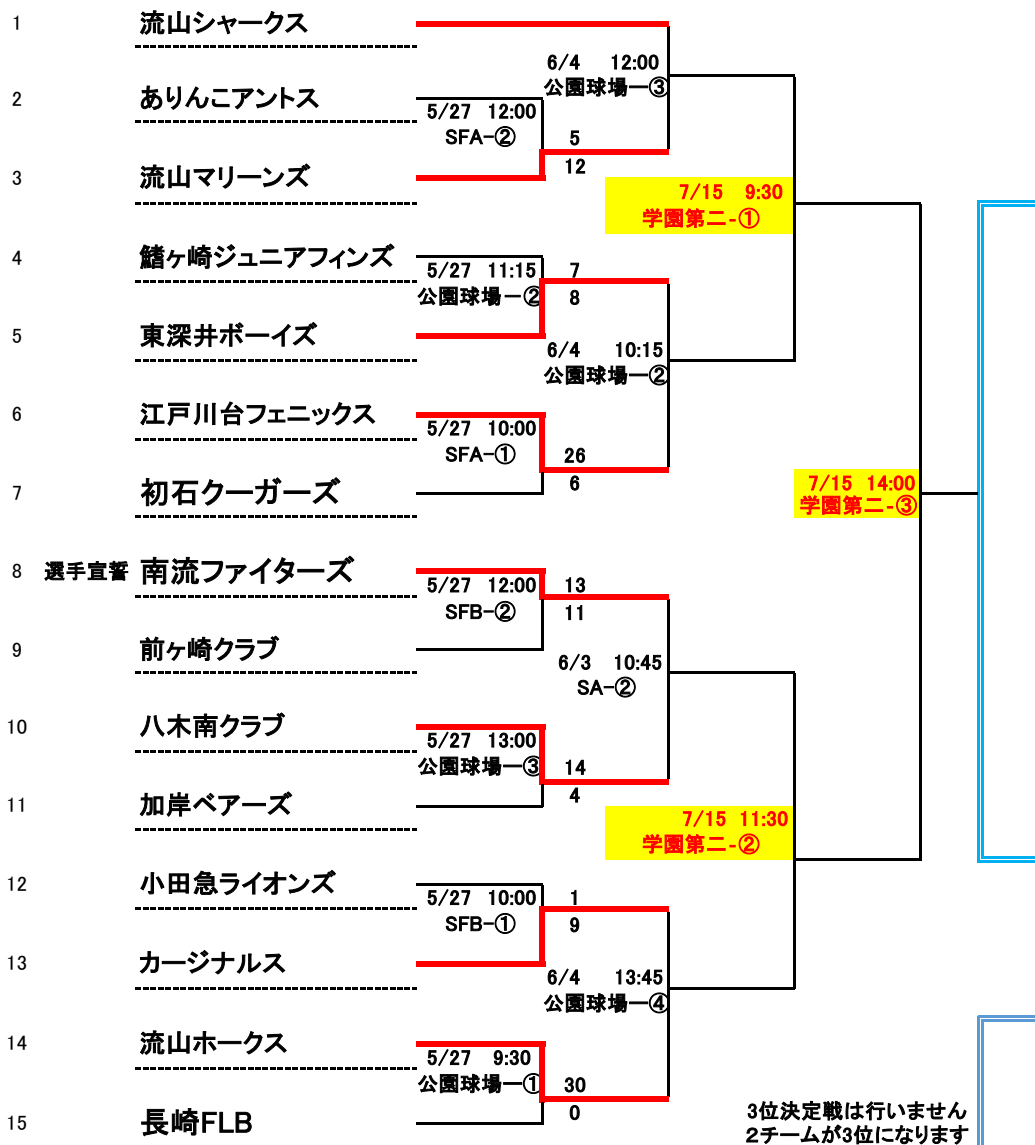 1 流山シャークス
6/4 12:00
公園球場ー③
2 ありんこアントス
5/27 12:00
SFA-②
5
12
3 流山マリーンズ
7/15 9:30
学園第二-①
4 鰭ヶ崎ジュニアフィンズ
5/27 11:15
公園球場ー②
7
8
5 東深井ボーイズ
6/4 10:15
公園球場ー②
6 江戸川台フェニックス
5/27 10:00
SFA-①
26
6
7 初石クーガーズ
7/15 14:00
学園第二-③
8 選手宣誓 南流ファイターズ
5/27 12:00
SFB-②
13
11
9 前ヶ崎クラブ
6/3 10:45
SA-②
10 八木南クラブ
5/27 13:00
公園球場ー③
14
4
11 加岸ベアーズ
7/15 11:30
学園第二-②
12 小田急ライオンズ
5/27 10:00
SFB-①
1
9
13 カージナルス
6/4 13:45
公園球場ー④
14 流山ホークス
5/27 9:30
公園球場ー①
30
0
15 長崎FLB
3位決定戦は行いません
2チームが3位になります